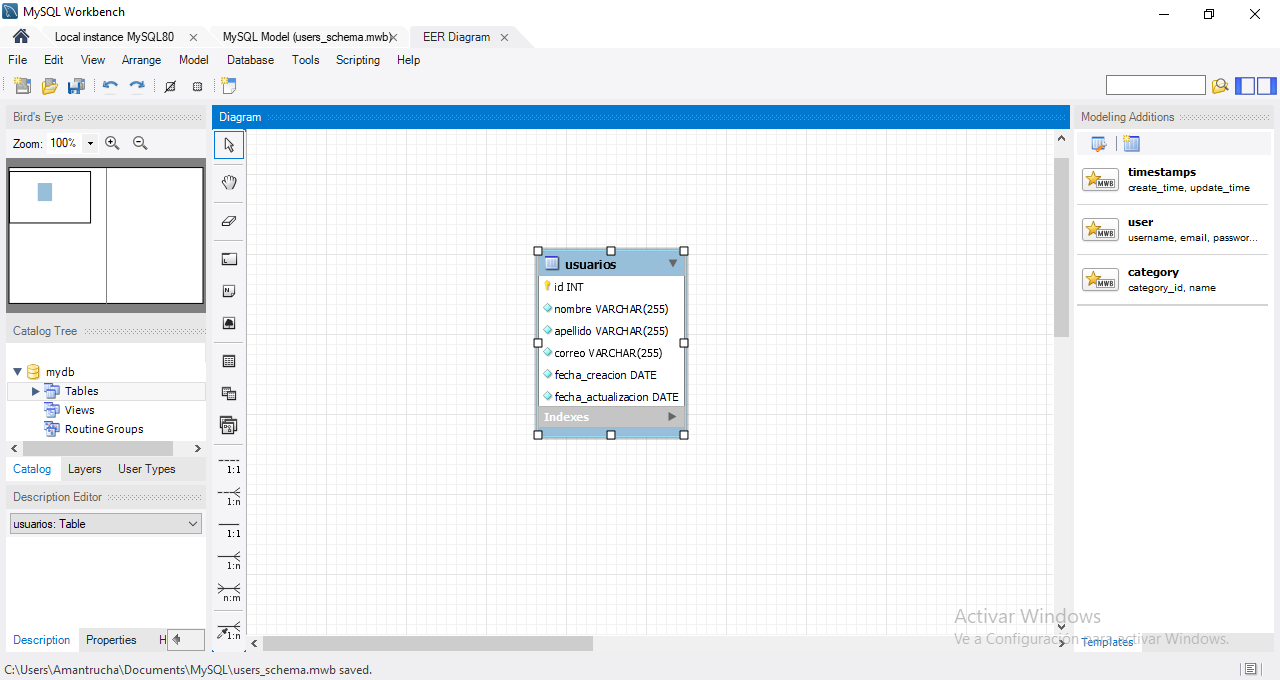 MySQL Workbench
Local instance MySQL80
MySQL Model (users_schema.mwb)
EER Diagram
File Edit View Arrange Model Database Tools Scripting Help
Bird's Eye
Zoom: 100%
Catalog Tree
mydb
Tables
Views
Routine Groups
Catalog Layers User Types
Description Editor
usuarios: Table
Description Properties H
Diagram
1:1
1:n
1:1
1:n
n:m
1:n
usuarios
id INT
nombre VARCHAR(255)
apellido VARCHAR(255)
correo VARCHAR(255)
fecha_creacion DATE
fecha_actualizacion DATE
Indexes
Modeling Additions
MWB
timestamps
create_time, update_time
MWB
user
username, email, passwor...
MWB
category
category_id, name
Activar Windows
Ve a Configuración para activar Windows.
Templates
C:\Users\Amantrucha\Documents\MySQL\users_schema.mwb saved.